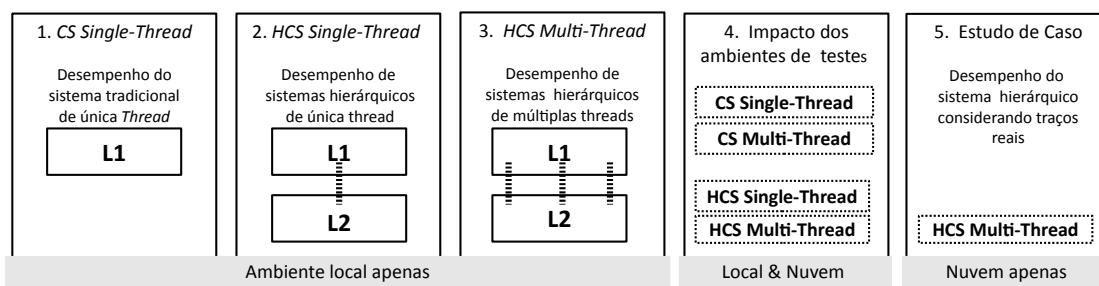 1. CS Single-Thread
Desempenho do
sistema tradicional
de única Thread
L1
2. HCS Single-Thread
Desempenho de
sistemas hierárquicos
de única thread
L1
L2
3. HCS Multi-Thread
Desempenho de
sistemas hierárquicos
de múltiplas threads
L1
L2
Ambiente local apenas
4. Impacto dos
ambientes de testes
CS Single-Thread
CS Multi-Thread
HCS Single-Thread
HCS Multi-Thread
Local & Nuvem
5. Estudo de Caso
Desempenho do
sistema hierárquico
considerando traços
reais
HCS Multi-Thread
Nuvem apenas